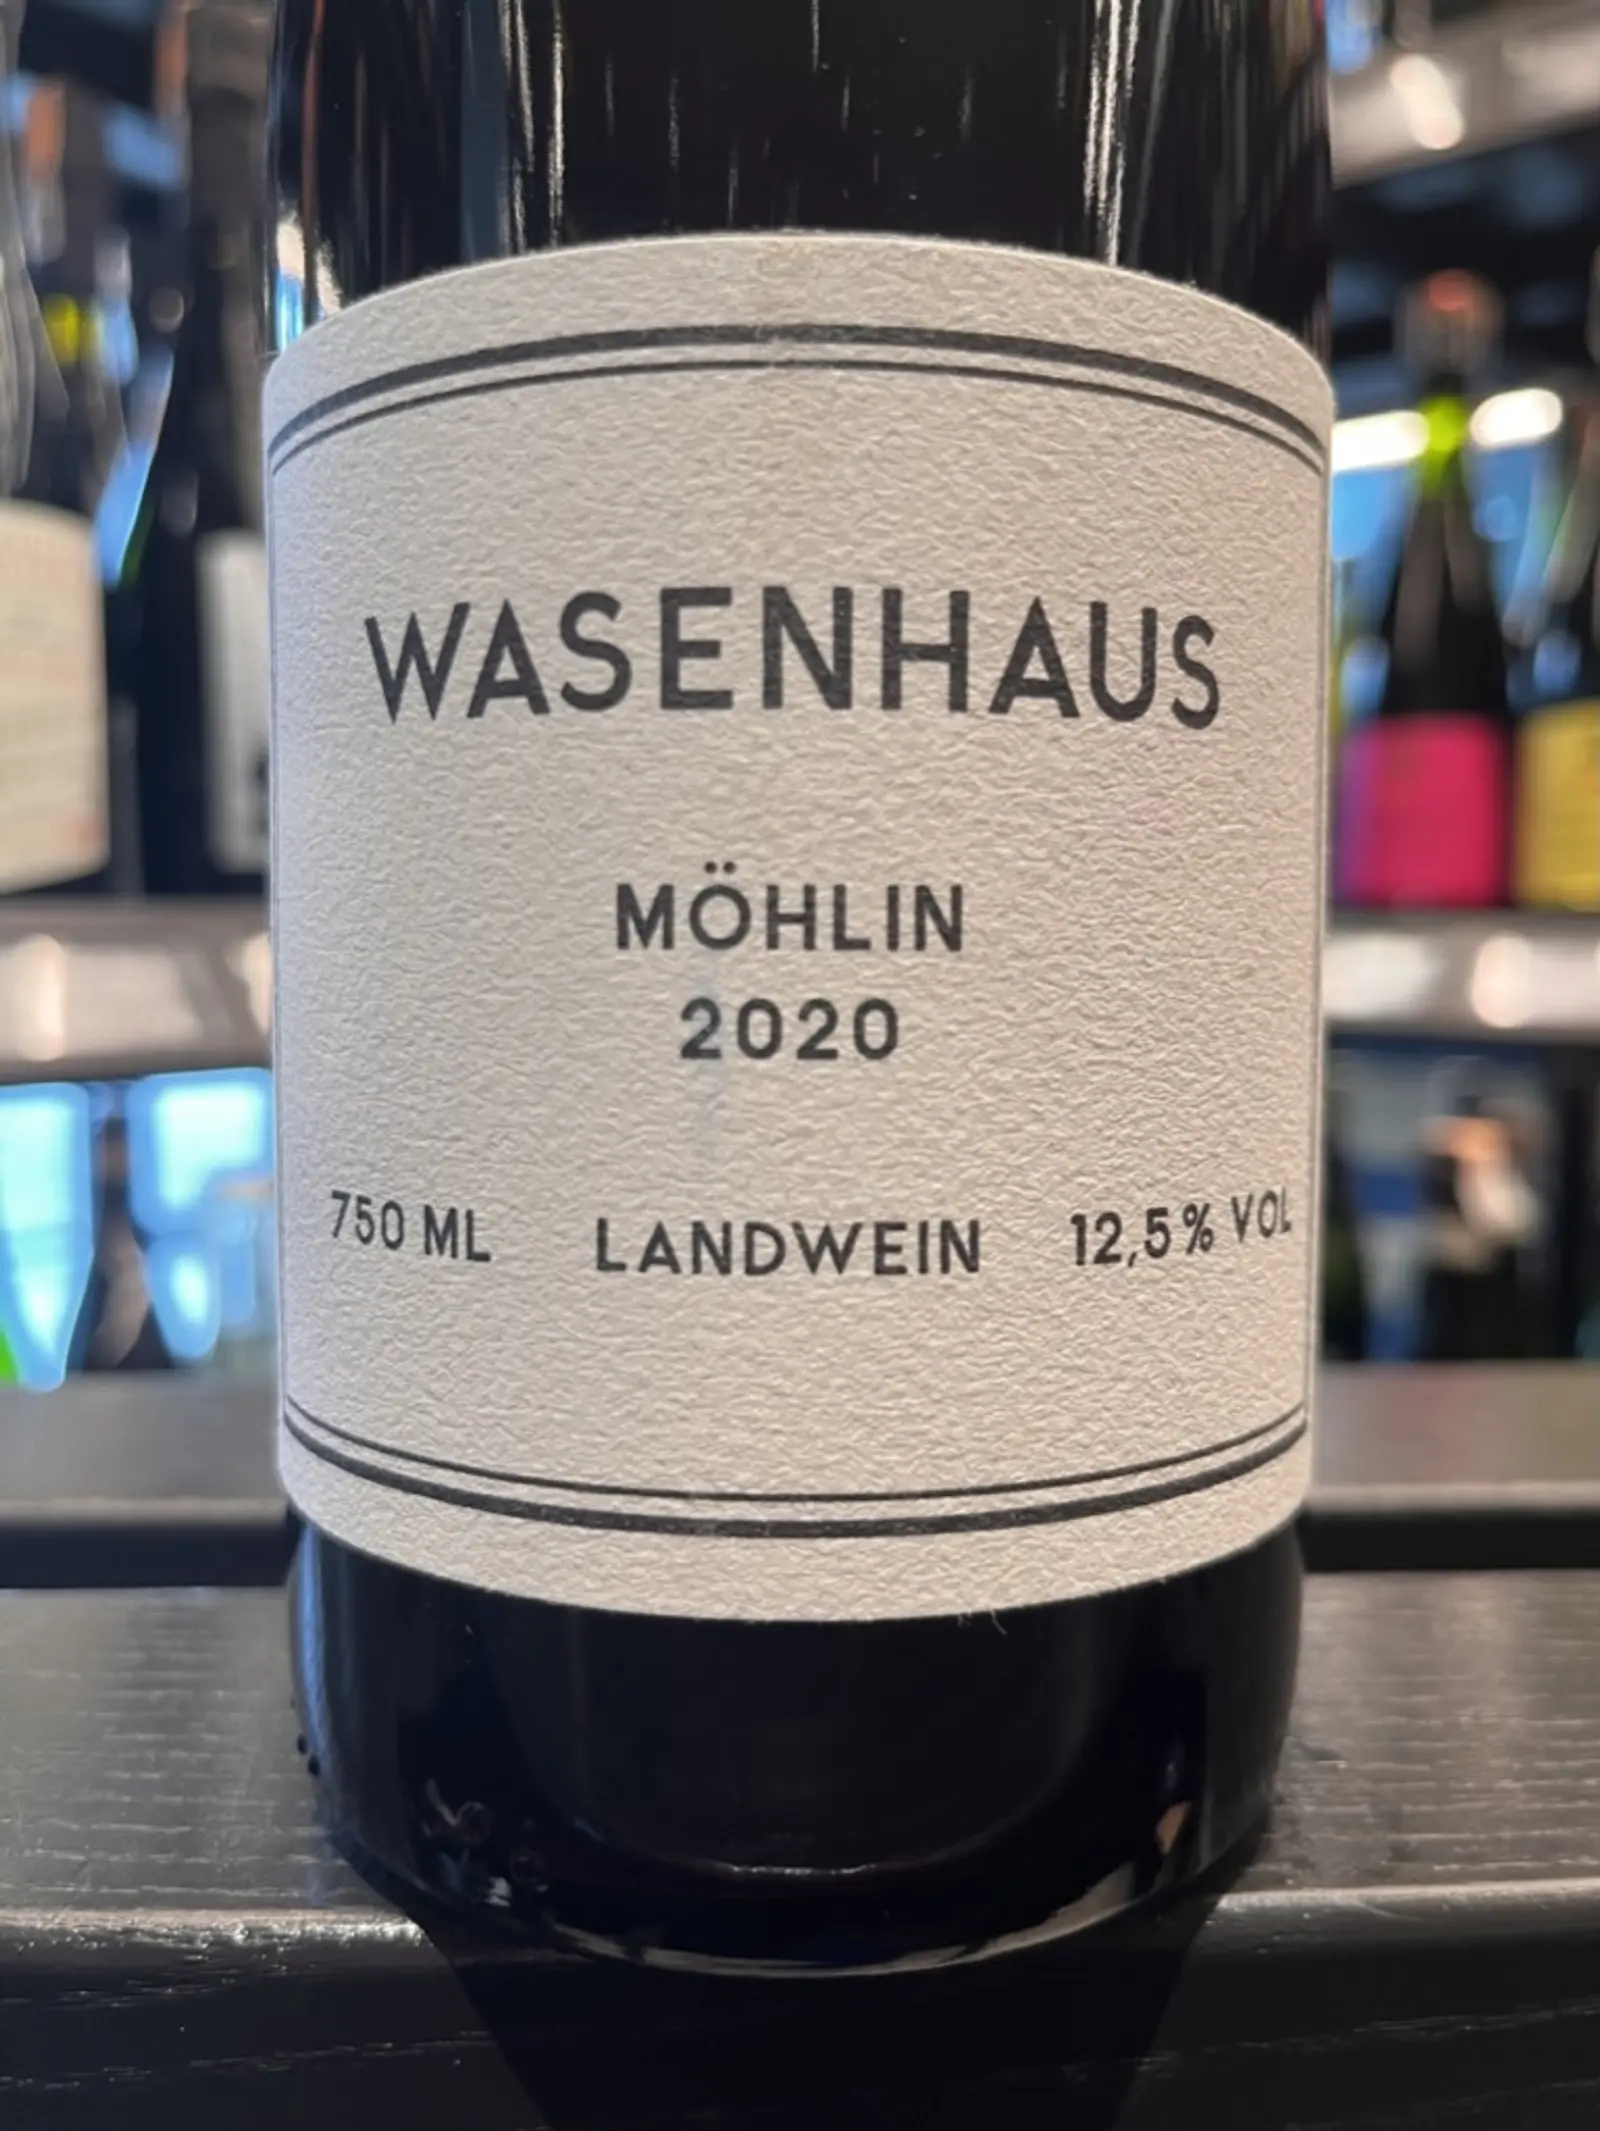 WASENHAUS
MÖHLIN
2020
750 ML LANDWEIN 12,5% VOL